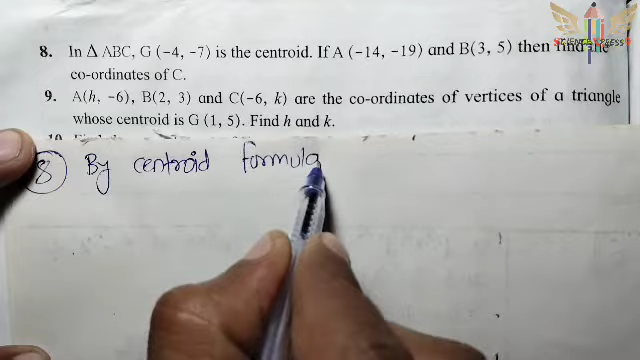 SCIENCE XPRESS
8. In Δ ABC, G (−4, −7) is the centroid. If A (−14, −19) and B(3, 5) then find the
co-ordinates of C.
9. A(h, −6), B(2, 3) and C(−6, k) are the co-ordinates of vertices of a triangle
whose centroid is G (1, 5). Find h and k.
8 By centroid formula